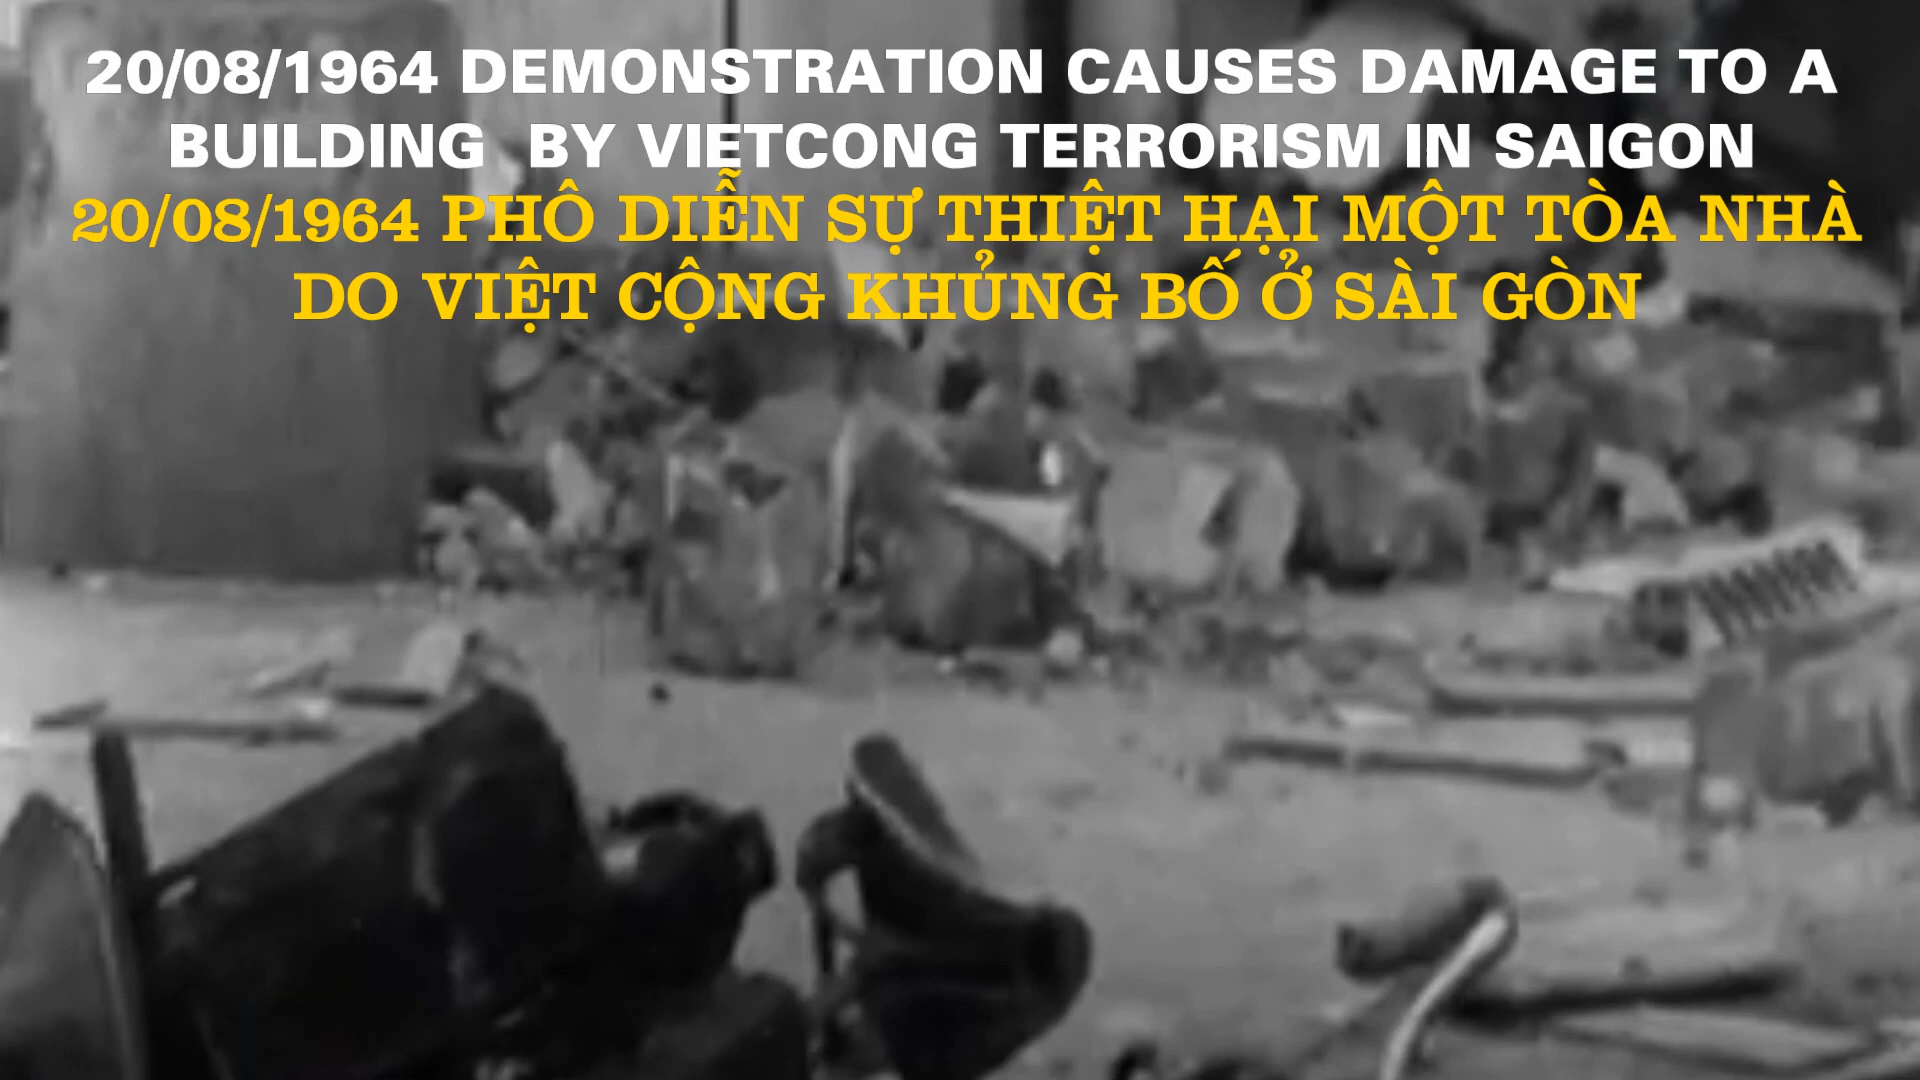 20/08/1964 DEMONSTRATION CAUSES DAMAGE TO A
BUILDING BY VIETCONG TERRORISM IN SAIGON
20/08/1964 PHÔ DIỄN SỰ THIỆT HẠI MỘT TÒA NHÀ
DO VIỆT CỘNG KHỦNG BỐ Ở SÀI GÒN